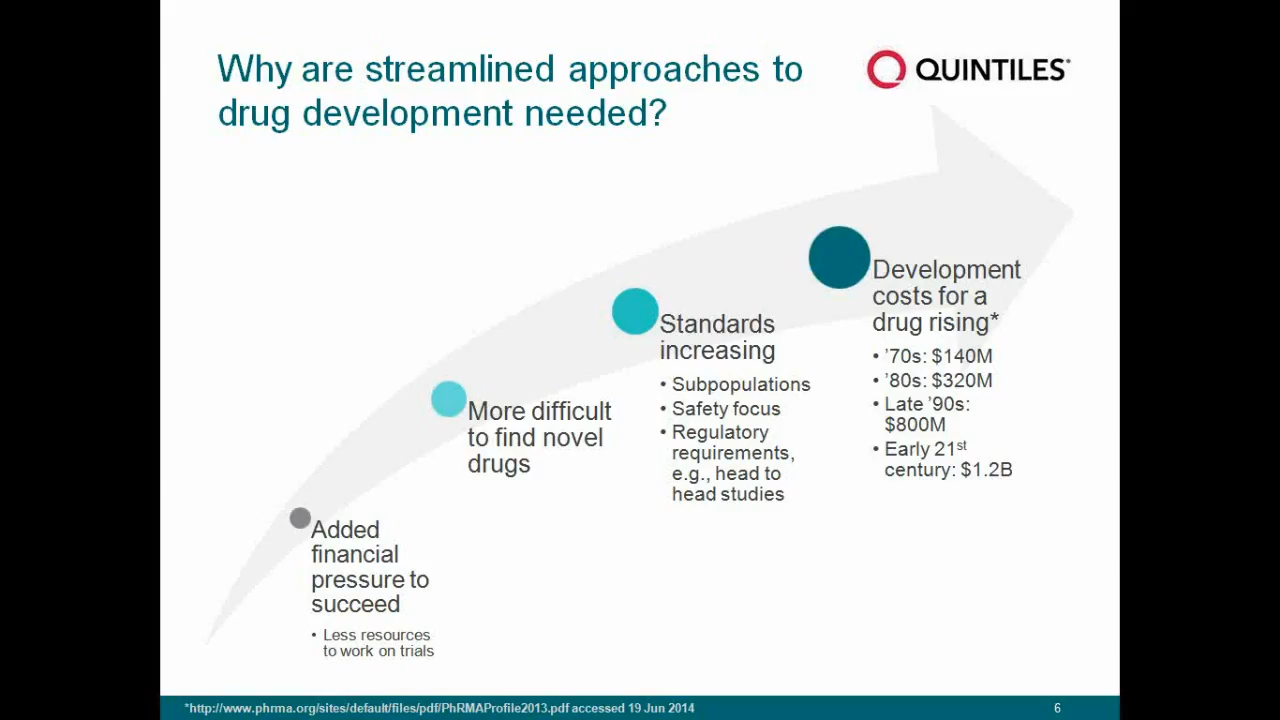 Why are streamlined approaches to
drug development needed?
QUINTILES®
Added
financial
pressure to
succeed
• Less resources
to work on trials
More difficult
to find novel
drugs
Standards
increasing
• Subpopulations
• Safety focus
• Regulatory
requirements,
e.g., head to
head studies
Development
costs for a
drug rising*
• ’70s: $140M
• ’80s: $320M
• Late ’90s:
$800M
• Early 21st
century: $1.2B
*http://www.phrma.org/sites/default/files/pdf/PhRMAProfile2013.pdf accessed 19 Jun 2014
6